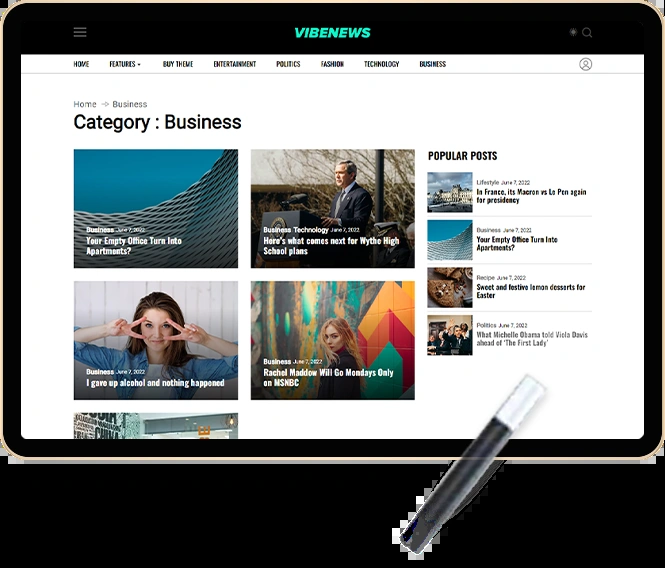 VIBENEWS
HOME FEATURES BUY THEME ENTERTAINMENT POLITICS FASHION TECHNOLOGY BUSINESS
Home Business
Category : Business
Business June 7, 2022
Your Empty Office Turn Into
Apartments?
Business Technology June 7, 2022
Here's what comes next for Wythe High
School plans
Business June 7, 2022
I gave up alcohol and nothing happened
Business June 7, 2022
Rachel Maddow Will Go Mondays Only
on MSNBC
POPULAR POSTS
Lifestyle June 7, 2022
In France, its Macron vs Le Pen again
for presidency
Business June 7, 2022
Your Empty Office Turn Into
Apartments?
Recipe June 7, 2022
Sweet and festive lemon desserts for
Easter
Politics June 7, 2022
What Michelle Obama told Viola Davis
ahead of 'The First Lady'